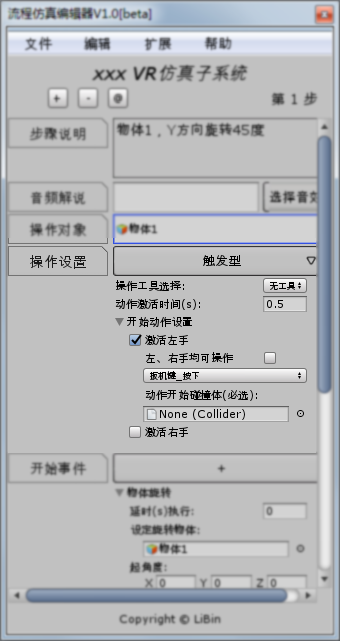 流程仿真编辑器V1.0[beta]
文件 编辑 扩展 帮助
xxx VR仿真子系统
+ - @ 第 1 步
步骤说明 物体1，Y方向旋转45度
音频解说 选择音效
操作对象 物体1
操作设置 触发型
操作工具选择: 无工具
动作激活时间(s): 0.5
开始动作设置
激活左手
左、右手均可操作
扳机键_按下
动作开始碰撞体(必选):
None (Collider)
激活右手
开始事件 +
物体旋转
延时(s)执行: 0
设定旋转物体:
物体1
起角度:
X 0 Y 0 Z 0
Copyright © LiBin